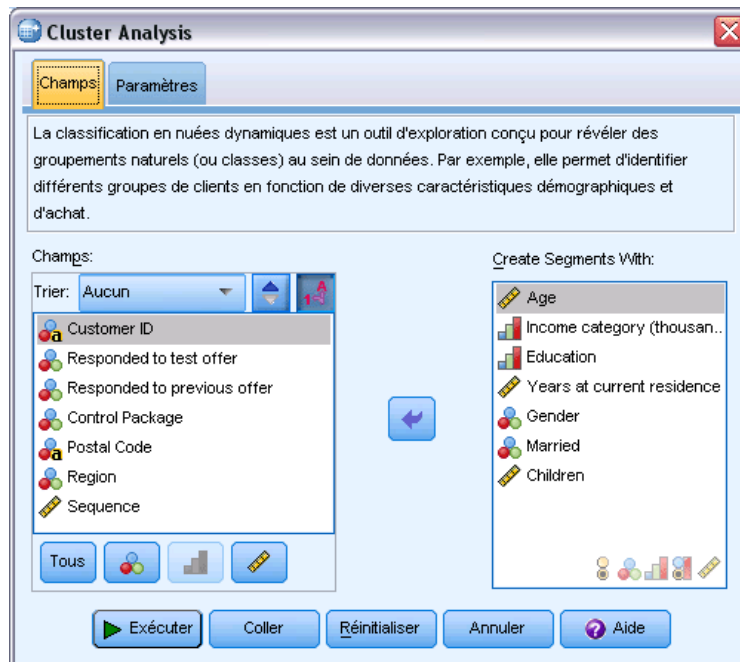 Cluster Analysis
Champs
Paramètres
La classification en nuées dynamiques est un outil d'exploration conçu pour révéler des
groupements naturels (ou classes) au sein de données. Par exemple, elle permet d'identifier
différents groupes de clients en fonction de diverses caractéristiques démographiques et
d'achat.
Champs:
Trier: Aucun
Customer ID
Responded to test offer
Responded to previous offer
Control Package
Postal Code
Region
Sequence
Tous
Create Segments With:
Age
Income category (thousan..
Education
Years at current residence
Gender
Married
Children
Exécuter
Coller
Réinitialiser
Annuler
Aide